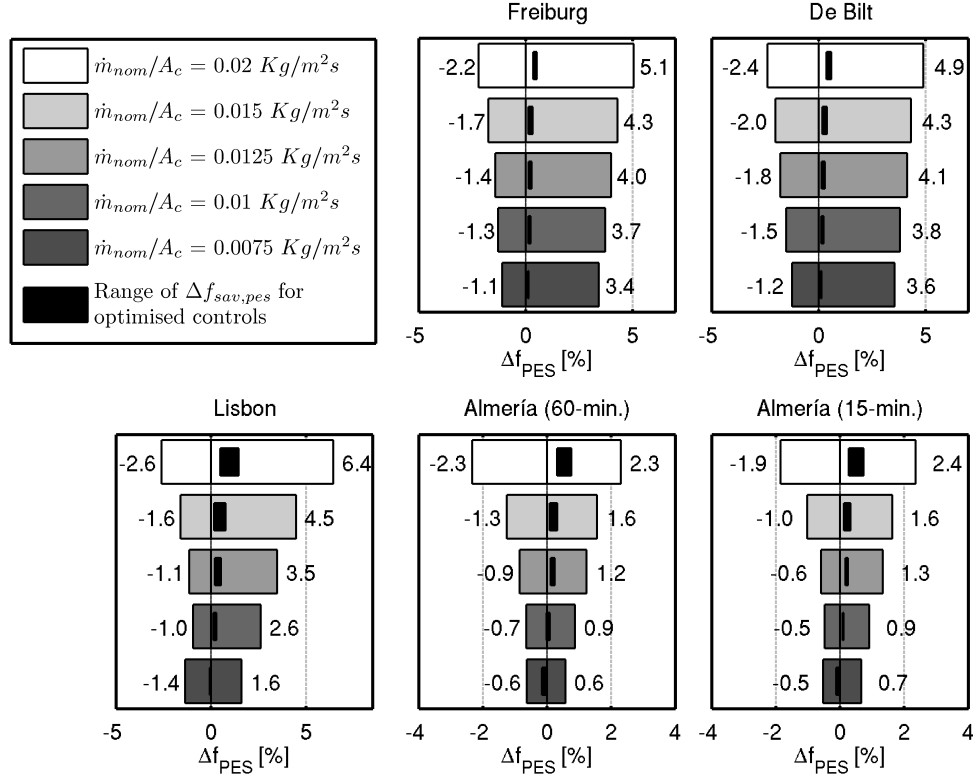 Freiburg
De Bilt
ṁnom/Ac = 0.02 Kg/m²s
ṁnom/Ac = 0.015 Kg/m²s
ṁnom/Ac = 0.0125 Kg/m²s
ṁnom/Ac = 0.01 Kg/m²s
ṁnom/Ac = 0.0075 Kg/m²s
Range of Δfsav,pes for
optimised controls
-2.2 5.1
-1.7 4.3
-1.4 4.0
-1.3 3.7
-1.1 3.4
-5 0 5
ΔfPES [%]
-2.4 4.9
-2.0 4.3
-1.8 4.1
-1.5 3.8
-1.2 3.6
-5 0 5
ΔfPES [%]
Lisbon
-2.6 6.4
-1.6 4.5
-1.1 3.5
-1.0 2.6
-1.4 1.6
-5 0 5
ΔfPES [%]
Almería (60-min.)
-2.3 2.3
-1.3 1.6
-0.9 1.2
-0.7 0.9
-0.6 0.6
-4 -2 0 2 4
ΔfPES [%]
Almería (15-min.)
-1.9 2.4
-1.0 1.6
-0.6 1.3
-0.5 0.9
-0.5 0.7
-4 -2 0 2 4
ΔfPES [%]